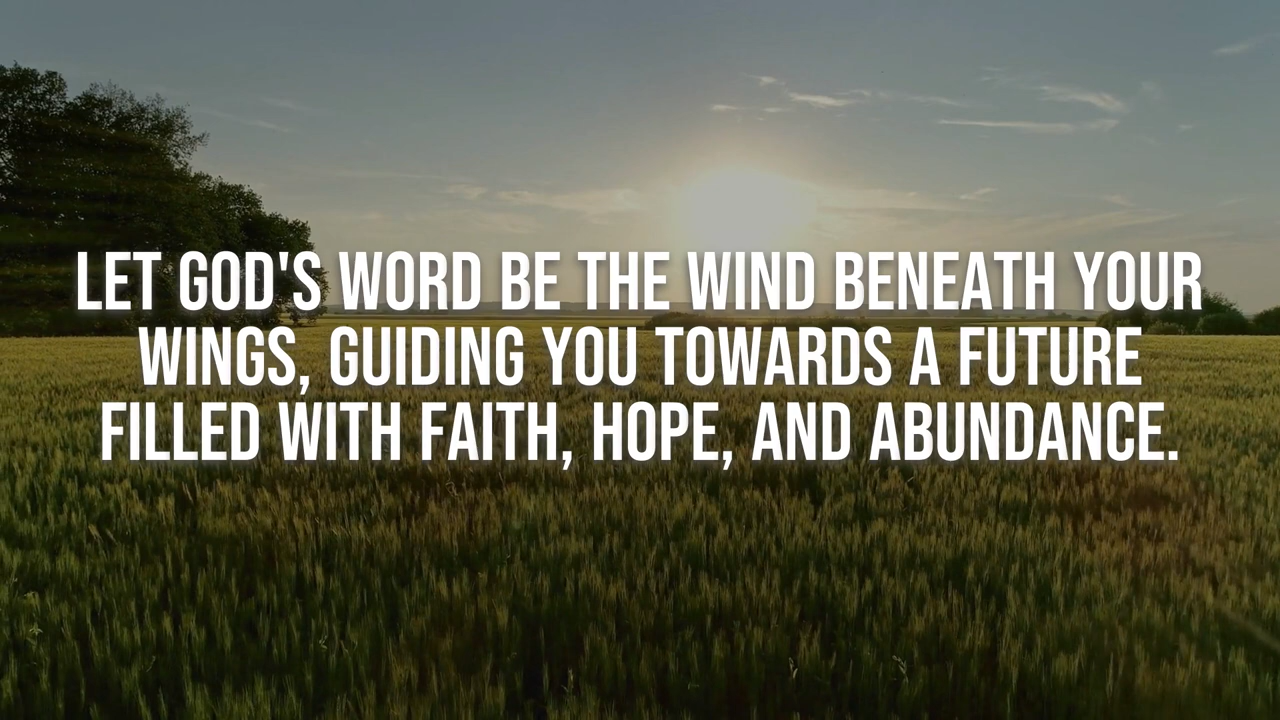 LET GOD'S WORD BE THE WIND BENEATH YOUR
WINGS, GUIDING YOU TOWARDS A FUTURE
FILLED WITH FAITH, HOPE, AND ABUNDANCE.